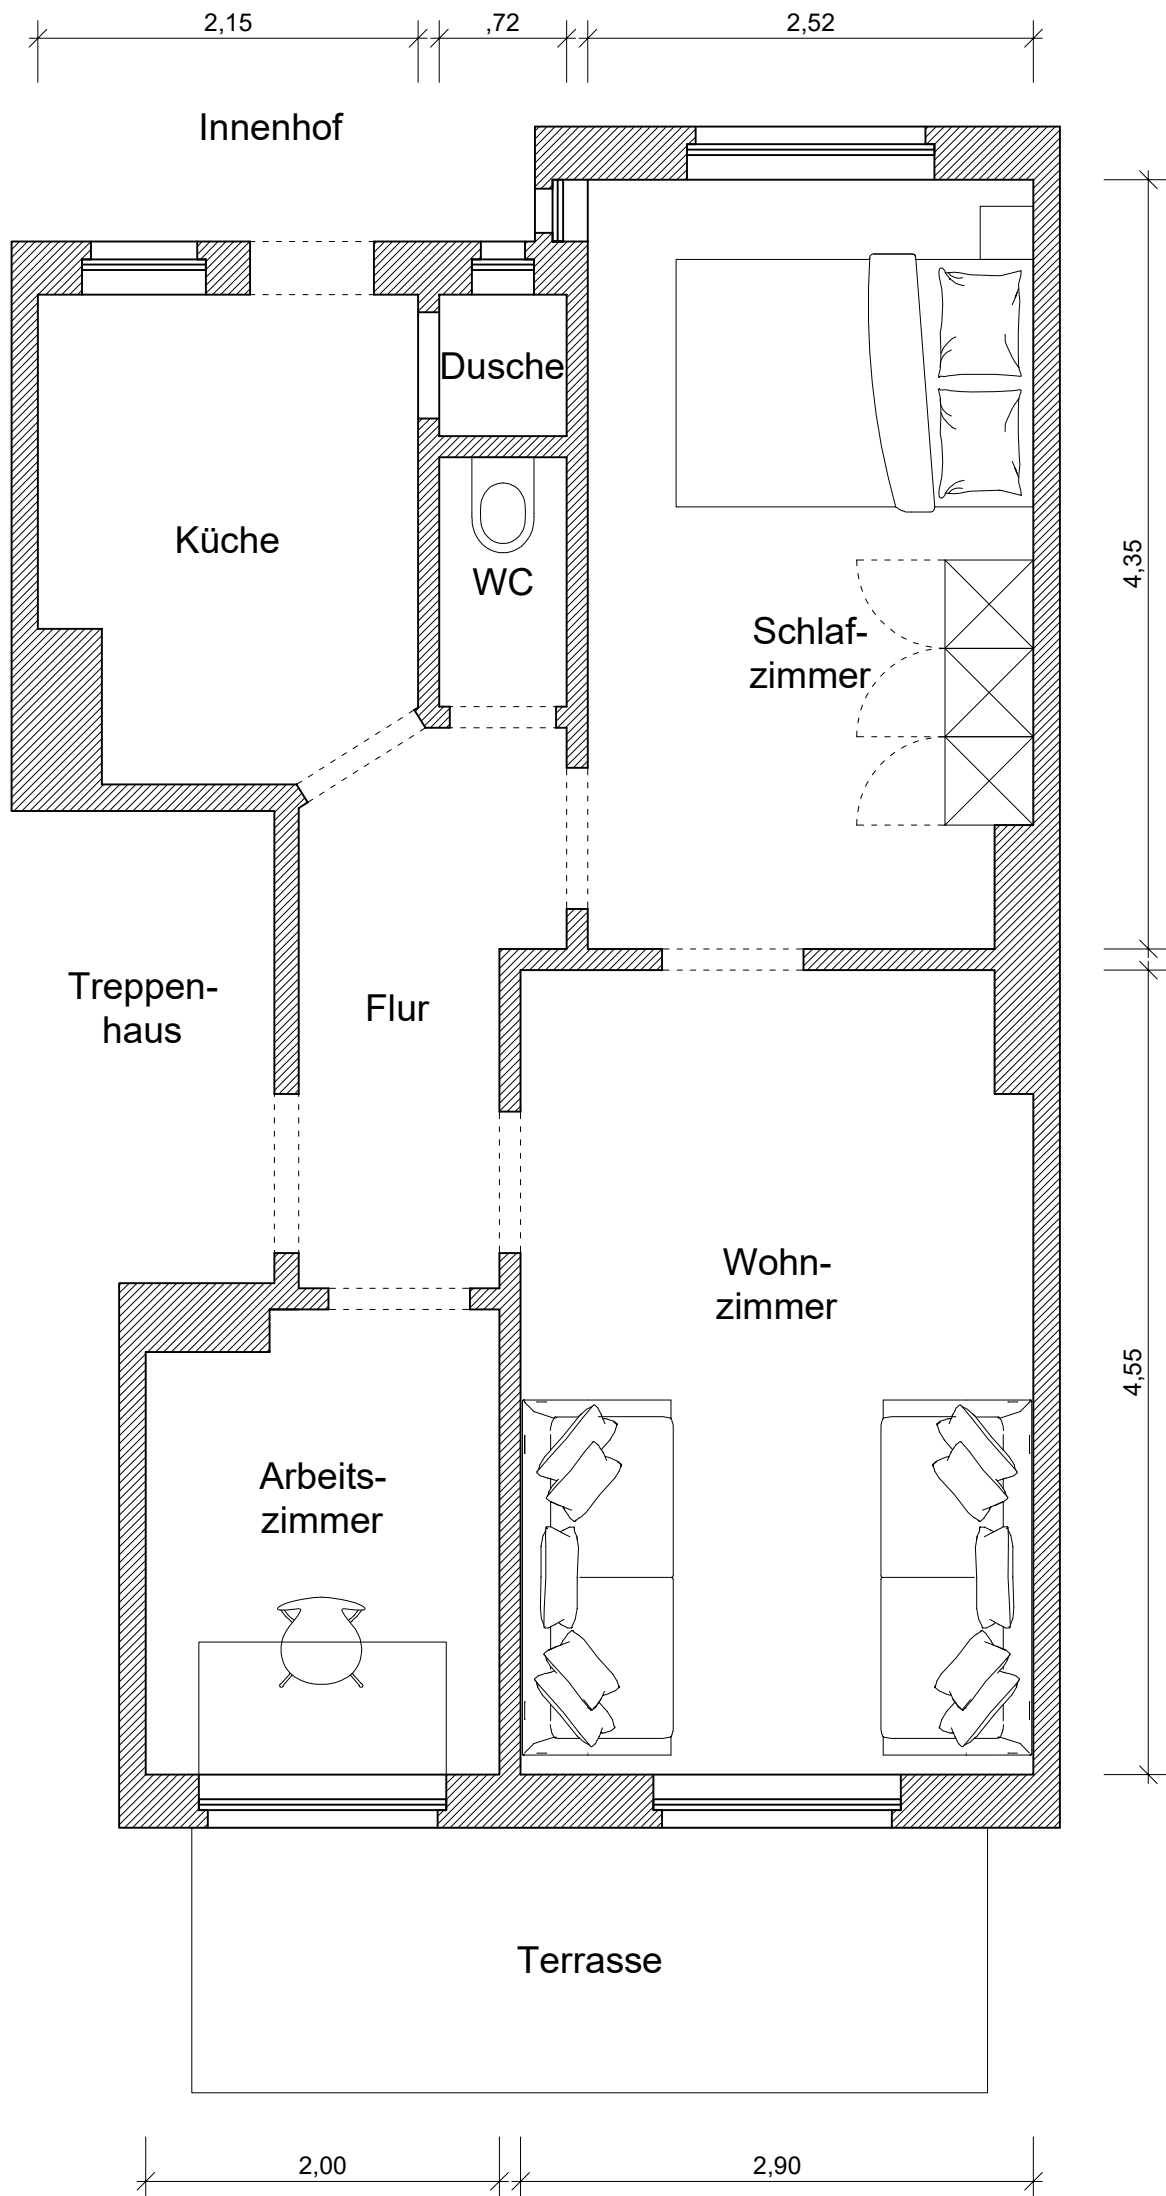 2,15
,72
2,52
Innenhof
Dusche
Küche
WC
4,35
Schlaf-
zimmer
Treppen-
haus
Flur
Wohn-
zimmer
4,55
Arbeits-
zimmer
Terrasse
2,00
2,90